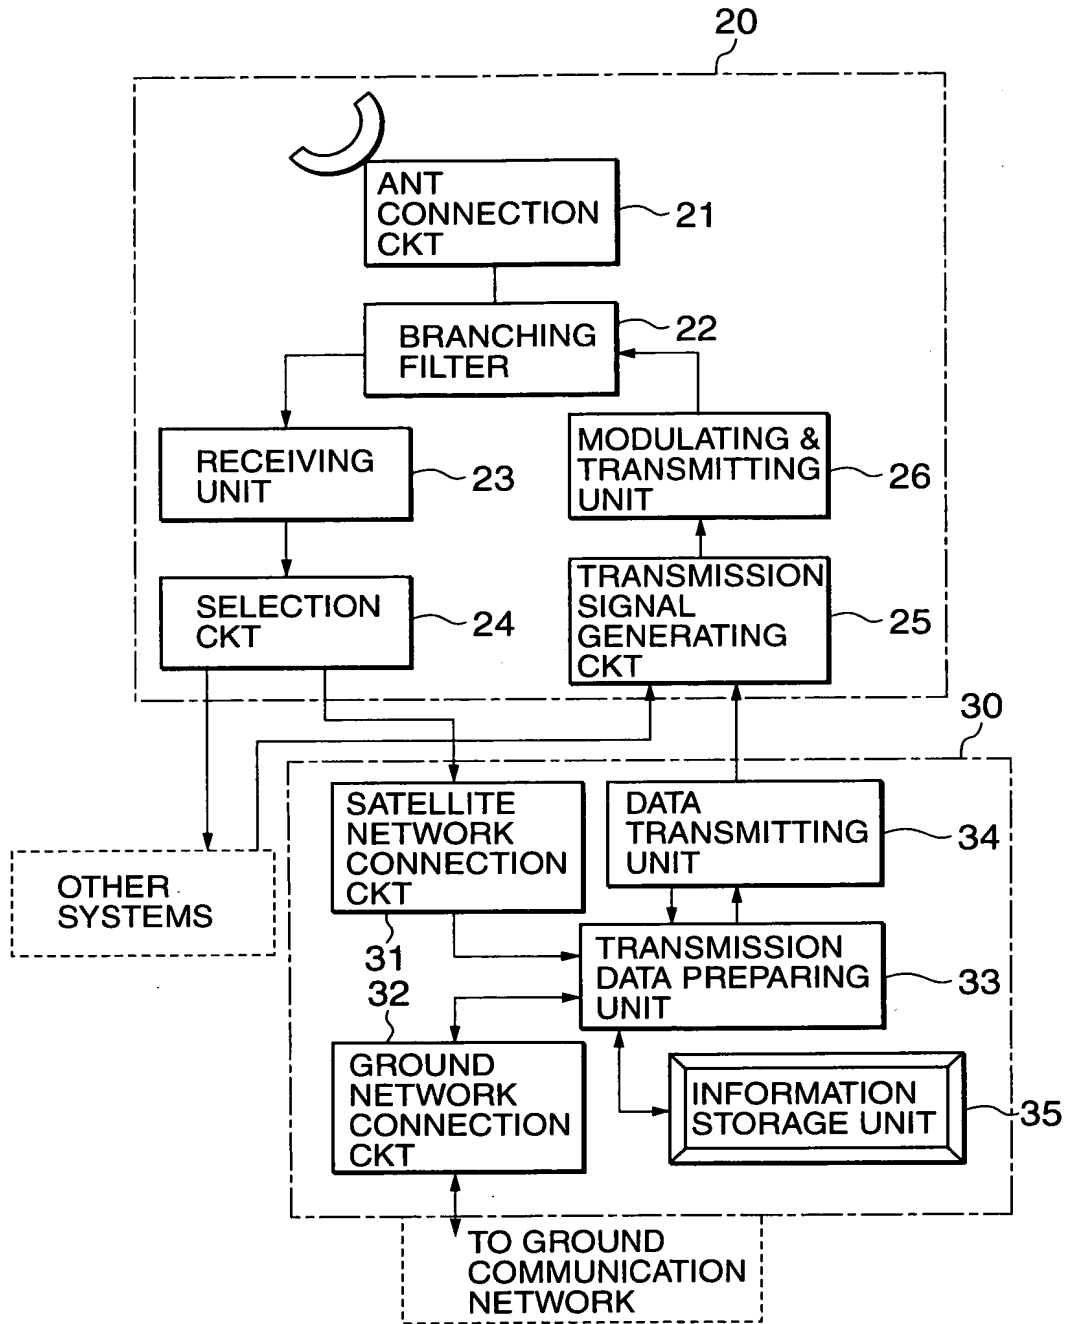 20
ANT
CONNECTION
CKT
21
BRANCHING
FILTER
22
RECEIVING
UNIT
23
MODULATING &
TRANSMITTING
UNIT
26
SELECTION
CKT
24
TRANSMISSION
SIGNAL
GENERATING
CKT
25
30
SATELLITE
NETWORK
CONNECTION
CKT
31
DATA
TRANSMITTING
UNIT
34
OTHER
SYSTEMS
TRANSMISSION
DATA PREPARING
UNIT
33
32
GROUND
NETWORK
CONNECTION
CKT
INFORMATION
STORAGE UNIT
35
TO GROUND
COMMUNICATION
NETWORK